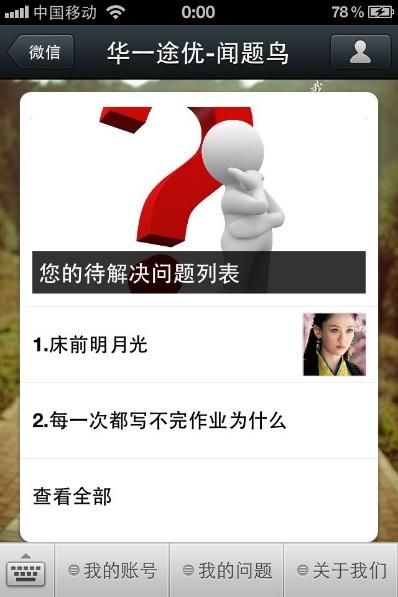 中国移动 0:00 78%
微信 华一途优-闻题鸟
我
您的待解决问题列表
1.床前明月光
2.每一次都写不完作业为什么
查看全部
我的账号 我的问题 关于我们